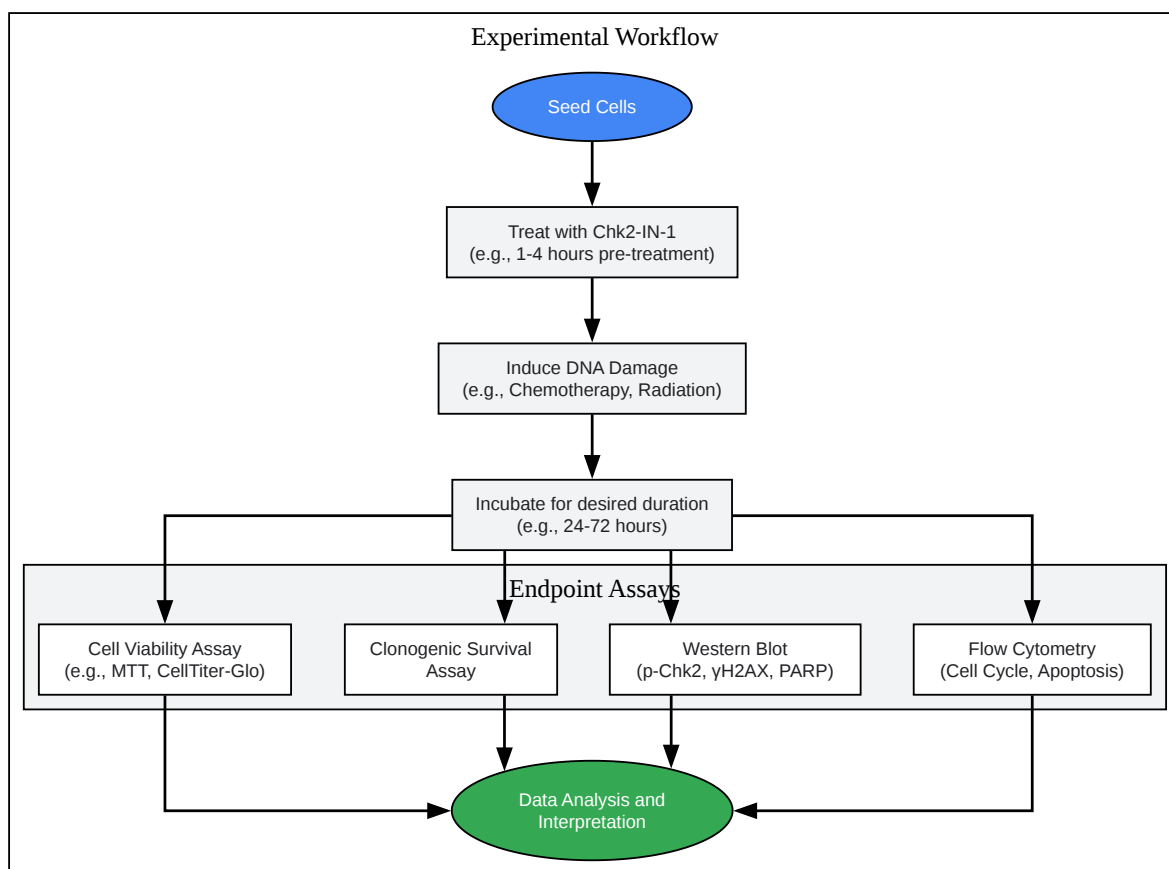 Experimental Workflow
Seed Cells
Treat with Chk2-IN-1
(e.g., 1-4 hours pre-treatment)
Induce DNA Damage
(e.g., Chemotherapy, Radiation)
Incubate for desired duration
(e.g., 24-72 hours)
Endpoint Assays
Cell Viability Assay
(e.g., MTT, CellTiter-Glo)
Clonogenic Survival
Assay
Western Blot
(p-Chk2, γH2AX, PARP)
Flow Cytometry
(Cell Cycle, Apoptosis)
Data Analysis and
Interpretation